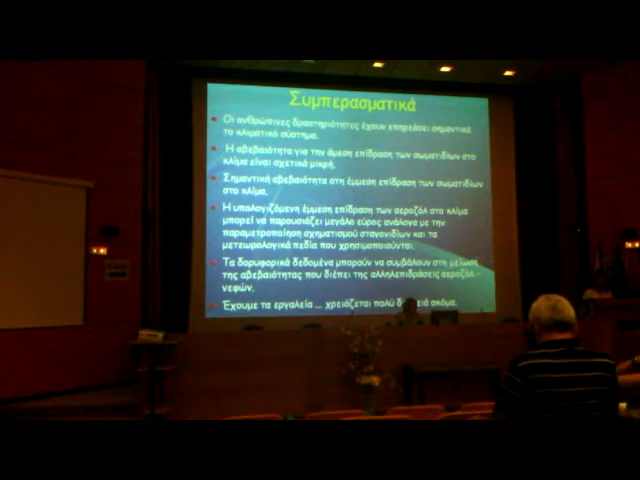 Συμπερασματικά
Οι ανθρώπινες δραστηριότητες έχουν επηρεάσει σημαντικά
το κλιματικό σύστημα.
Η αβεβαιότητα για την άμεση επίδραση των σωματιδίων στο
κλίμα είναι σχετικά μικρή.
Σημαντική αβεβαιότητα στη έμμεση επίδραση των σωματιδίων
στο κλίμα.
Η υπολογιζόμενη έμμεση επίδραση των αεροζόλ στο κλίμα
μπορεί να παρουσιάζει μεγάλο εύρος ανάλογα με την
παραμετροποίηση σχηματισμού σταγονιδίων και τα
μετεωρολογικά πεδία που χρησιμοποιούνται.
Τα δορυφορικά δεδομένα μπορούν να συμβάλουν στη μείωση
της αβεβαιότητας που διέπει της αλληλεπιδράσεις αεροζόλ -
νεφών.
Έχουμε τα εργαλεία ... χρειάζεται πολύ ακόμα.